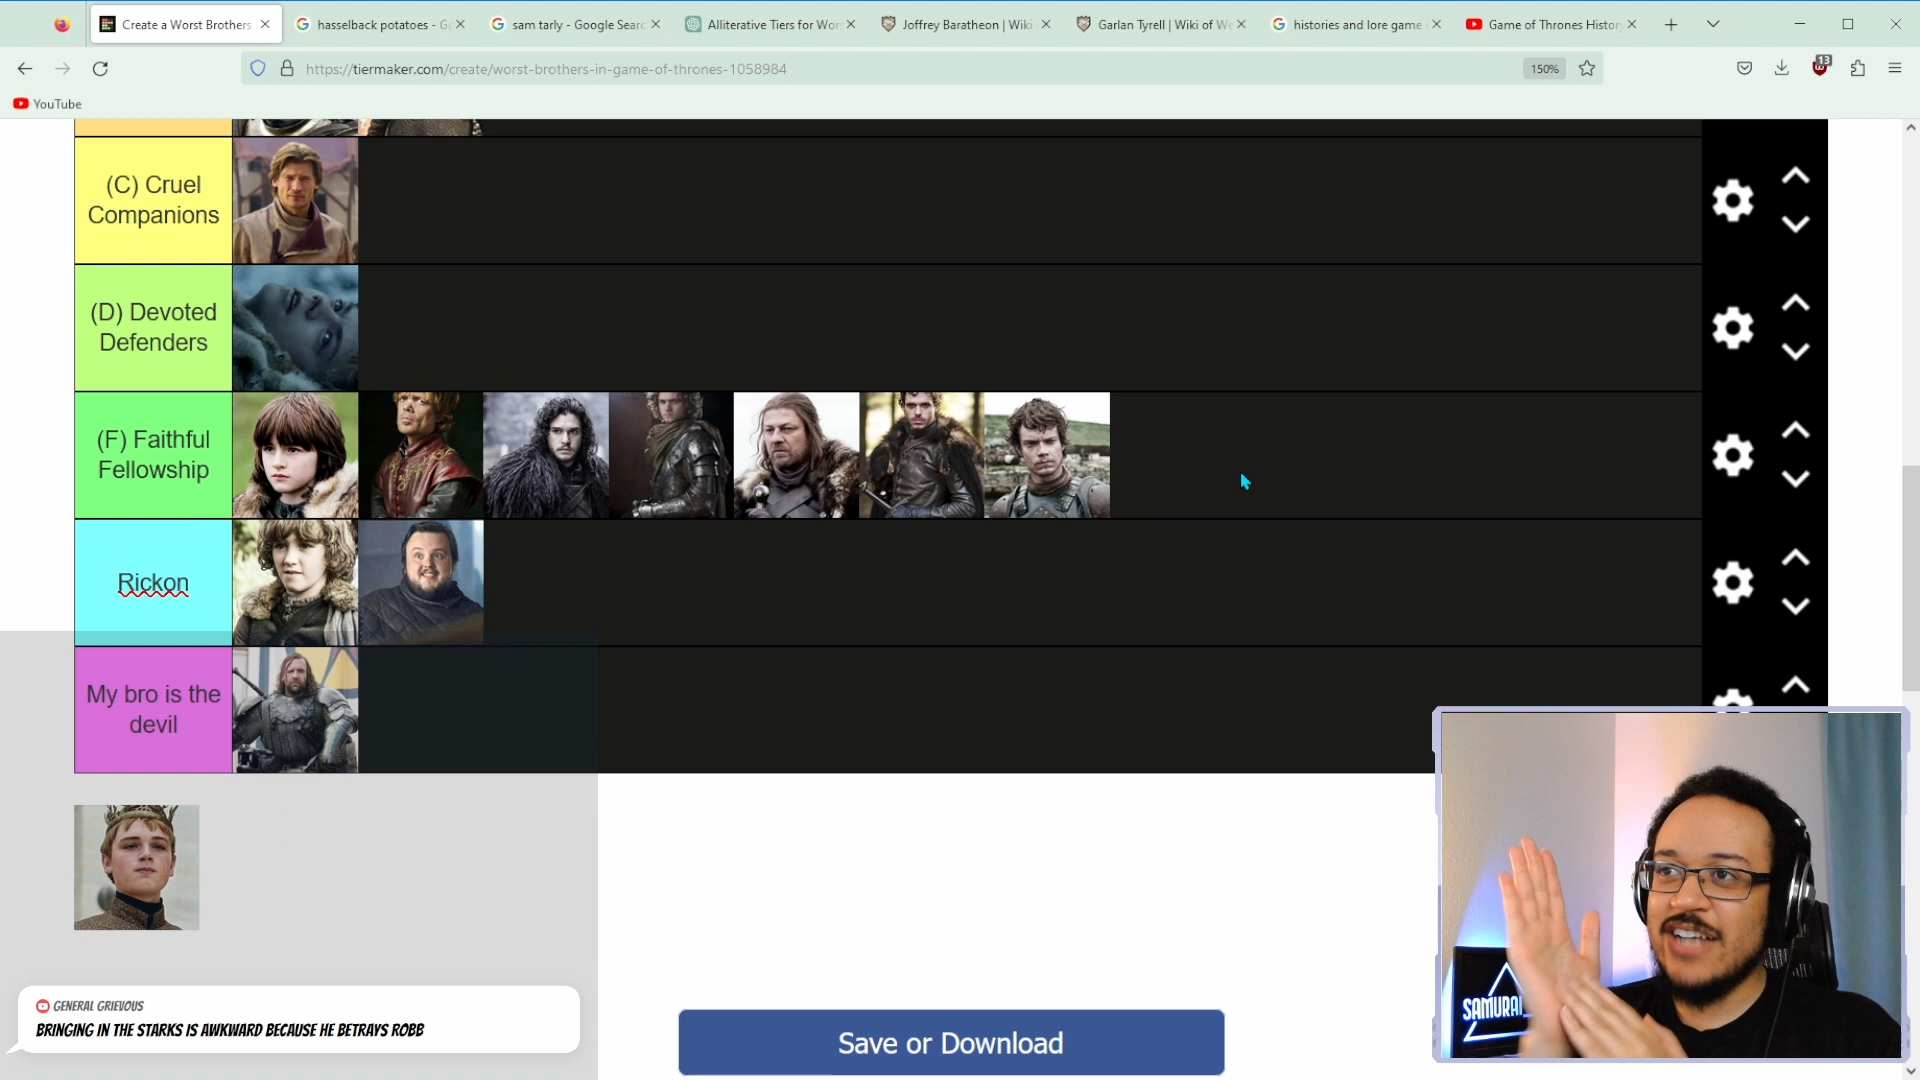 Create a Worst Brothers
hasselback potatoes - G
sam tarly - Google Searc
Alliterative Tiers for Wor
Joffrey Baratheon | Wiki
Garlan Tyrell | Wiki of We
histories and lore game
Game of Thrones Histor
https://tiermaker.com/create/worst-brothers-in-game-of-thrones-1058984
150%
13
YouTube
(C) Cruel
Companions
(D) Devoted
Defenders
(F) Faithful
Fellowship
Rickon
My bro is the
devil
GENERAL GRIEVOUS
BRINGING IN THE STARKS IS AWKWARD BECAUSE HE BETRAYS ROBB
Save or Download
SAMURAI